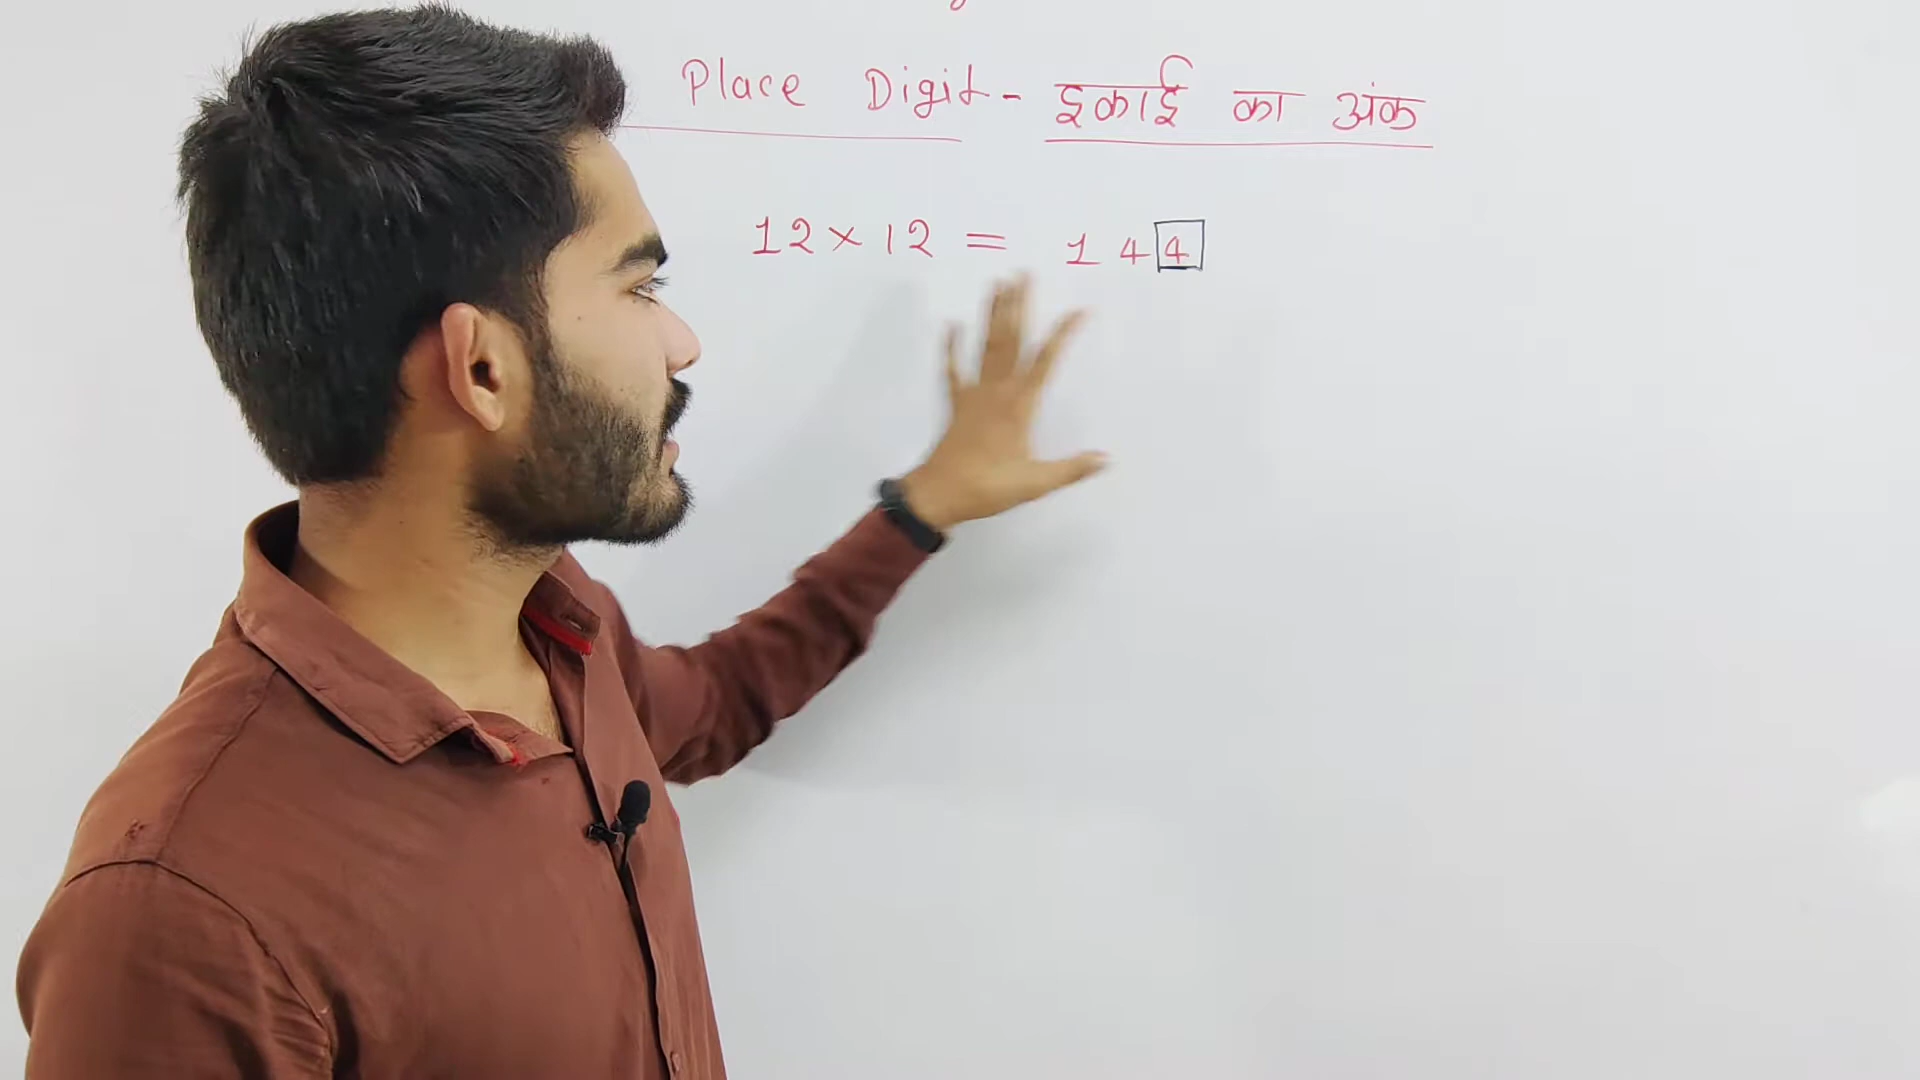 Place Digit - इकाई का अंक
12 × 12 = 144